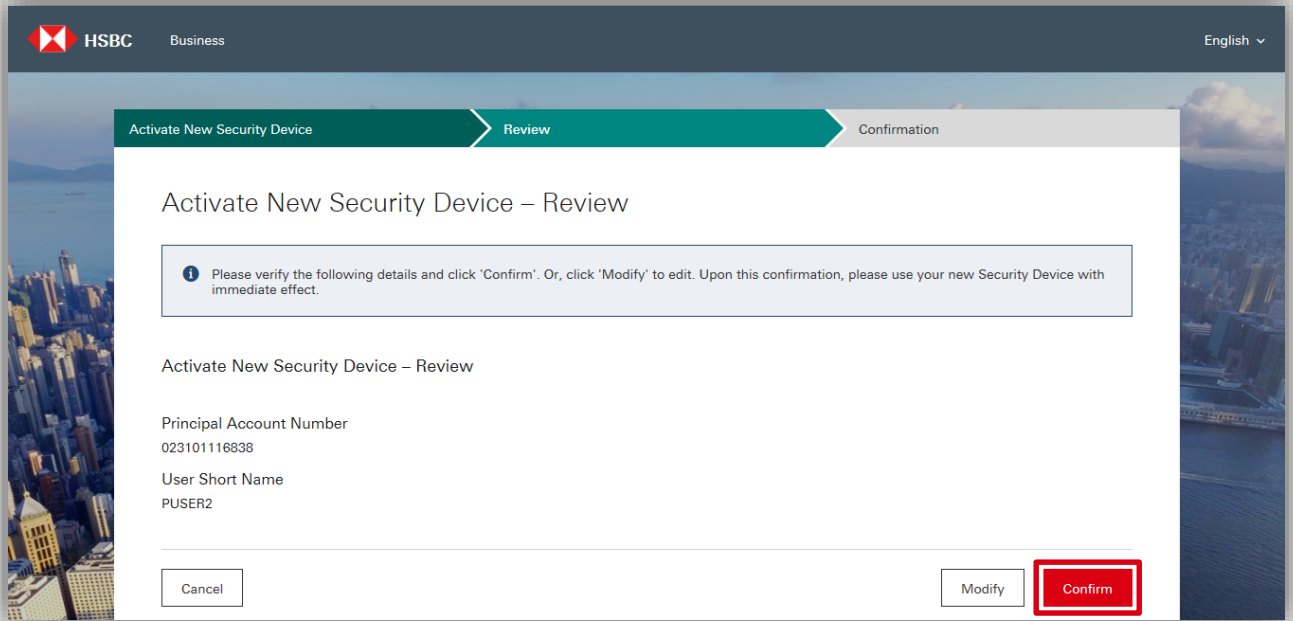 HSBC Business English
Activate New Security Device Review Confirmation
Activate New Security Device – Review
Please verify the following details and click 'Confirm'. Or, click 'Modify' to edit. Upon this confirmation, please use your new Security Device with
immediate effect.
Activate New Security Device – Review
Principal Account Number
023101116838
User Short Name
PUSER2
Cancel Modify Confirm